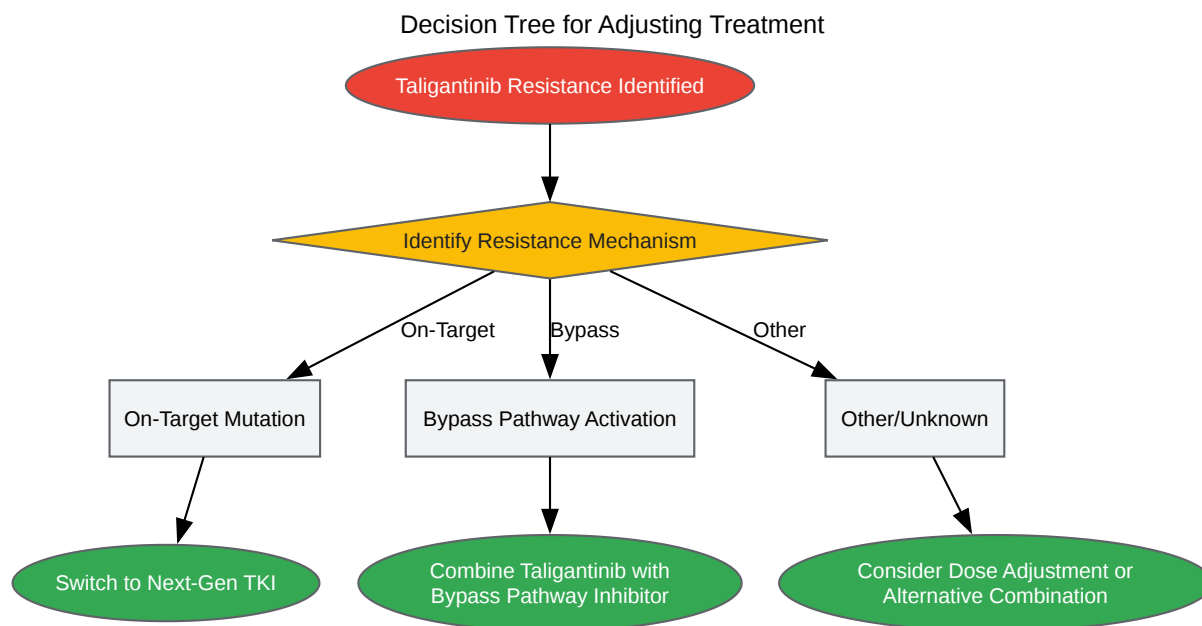 Decision Tree for Adjusting Treatment
Taligantinib Resistance Identified
Identify Resistance Mechanism
On-Target
Bypass
Other
On-Target Mutation
Bypass Pathway Activation
Other/Unknown
Switch to Next-Gen TKI
Combine Taligantinib with
Bypass Pathway Inhibitor
Consider Dose Adjustment or
Alternative Combination